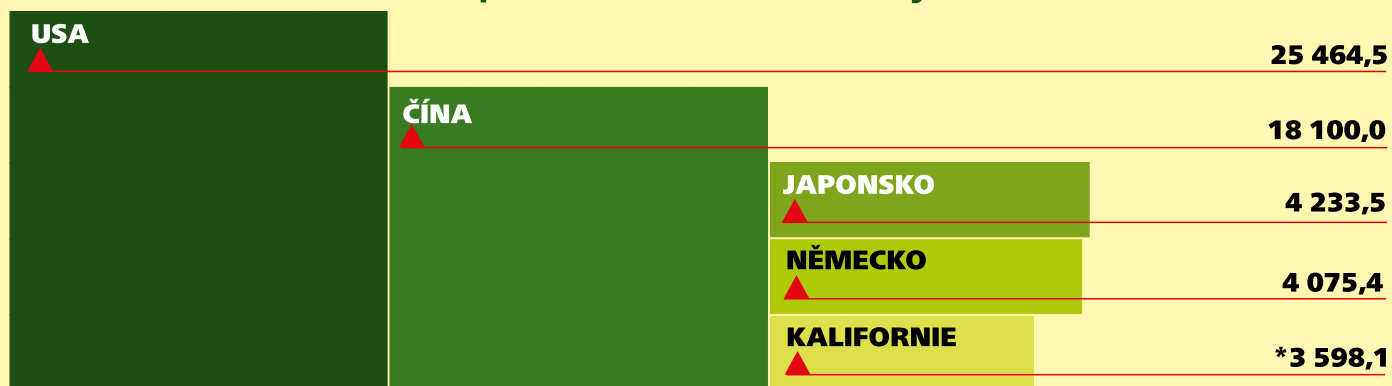 USA
25 464,5
ČÍNA
18 100,0
JAPONSKO
4 233,5
NĚMECKO
4 075,4
KALIFORNIE
*3 598,1